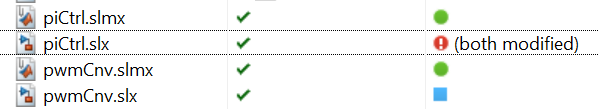 piCtrl.slmx
piCtrl.slx (both modified)
pwmCnv.slmx
pwmCnv.slx